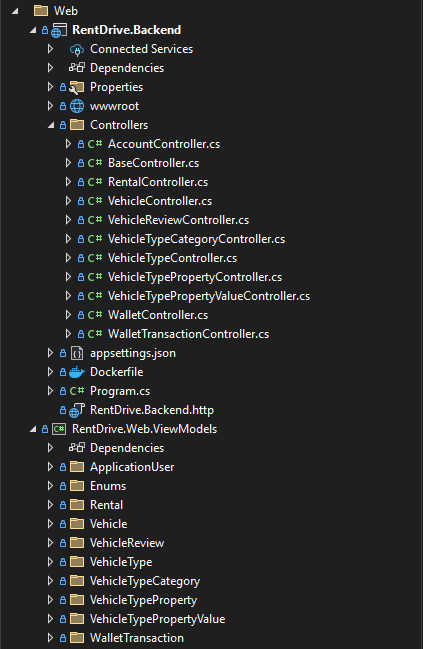 Web
RentDrive.Backend
Connected Services
Dependencies
Properties
wwwroot
Controllers
C# AccountController.cs
C# BaseController.cs
C# RentalController.cs
C# VehicleController.cs
C# VehicleReviewController.cs
C# VehicleTypeCategoryController.cs
C# VehicleTypeController.cs
C# VehicleTypePropertyController.cs
C# VehicleTypePropertyValueController.cs
C# WalletController.cs
C# WalletTransactionController.cs
appsettings.json
Dockerfile
C# Program.cs
RentDrive.Backend.http
C# RentDrive.Web.ViewModels
Dependencies
ApplicationUser
Enums
Rental
Vehicle
VehicleReview
VehicleType
VehicleTypeCategory
VehicleTypeProperty
VehicleTypePropertyValue
WalletTransaction